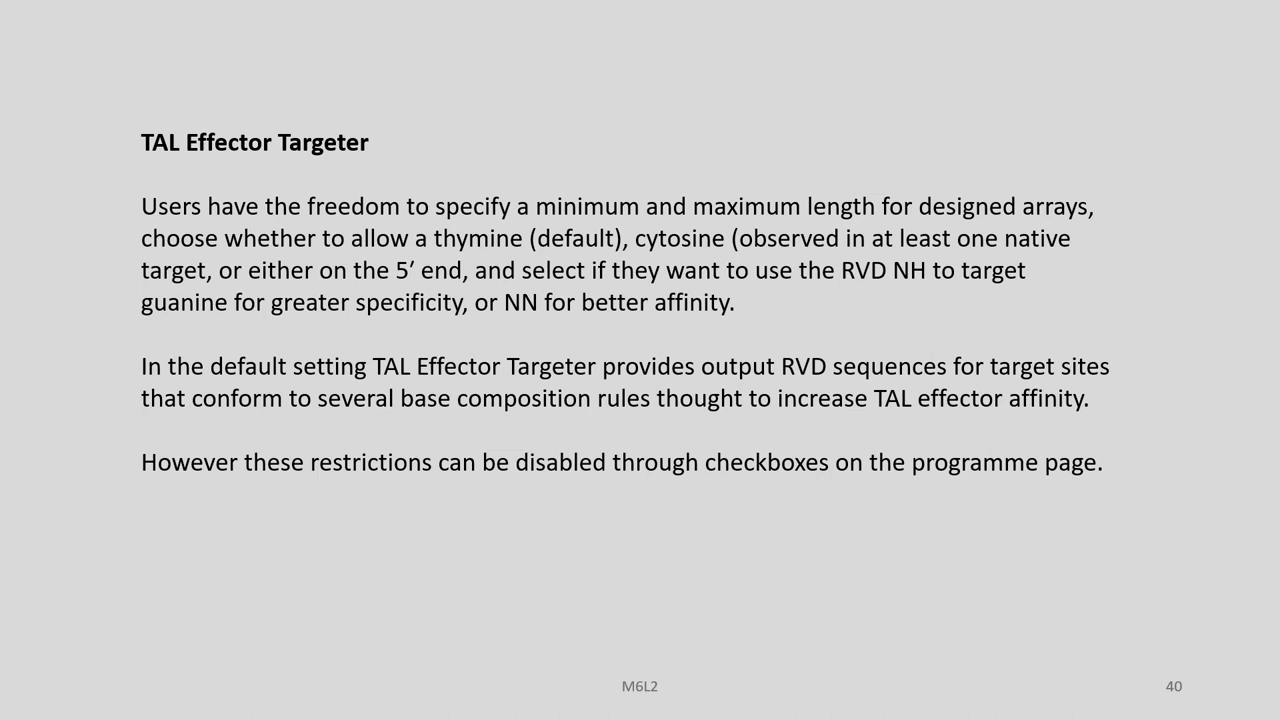 TAL Effector Targeter
Users have the freedom to specify a minimum and maximum length for designed arrays,
choose whether to allow a thymine (default), cytosine (observed in at least one native
target, or either on the 5′ end, and select if they want to use the RVD NH to target
guanine for greater specificity, or NN for better affinity.
In the default setting TAL Effector Targeter provides output RVD sequences for target sites
that conform to several base composition rules thought to increase TAL effector affinity.
However these restrictions can be disabled through checkboxes on the programme page.
M6L2
40